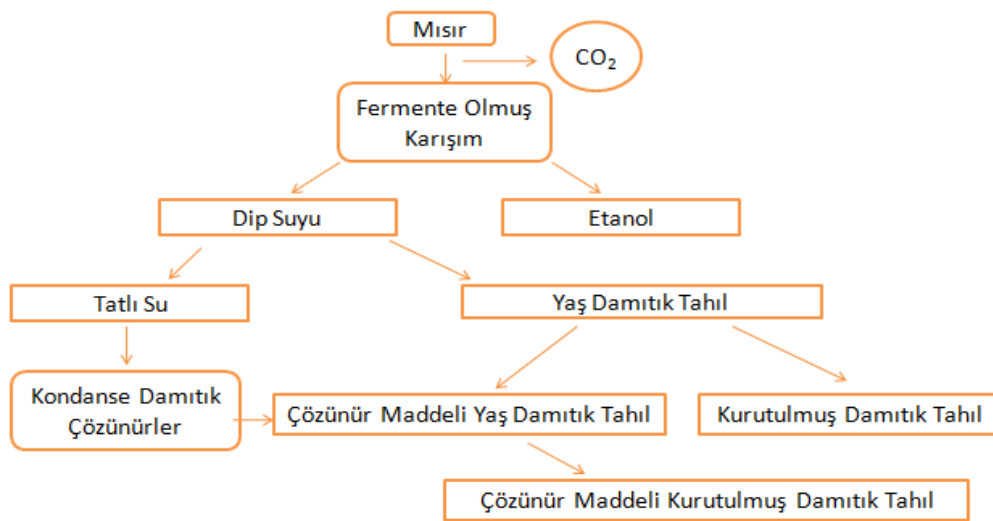 Mısır
CO₂
Fermente Olmuş
Karışım
Dip Suyu
Etanol
Tatlı Su
Yaş Damıtık Tahıl
Kondanse Damıtık
Çözünürler
Çözünür Maddeli Yaş Damıtık Tahıl
Kurutulmuş Damıtık Tahıl
Çözünür Maddeli Kurutulmuş Damıtık Tahıl